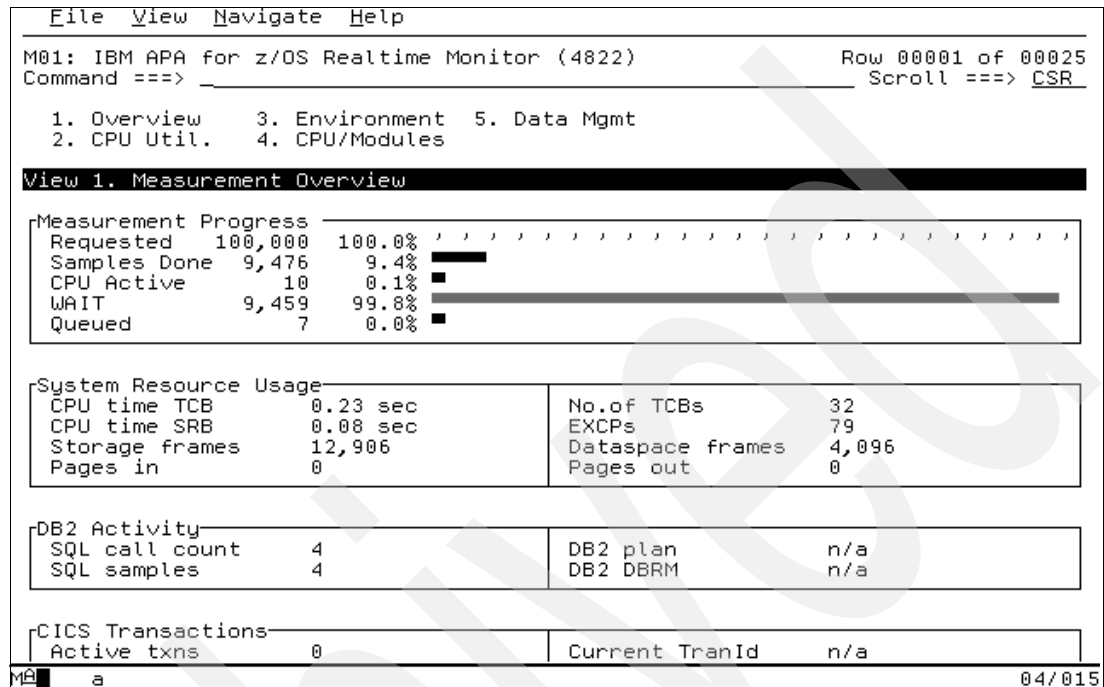 File View Navigate Help
M01: IBM APA for z/OS Realtime Monitor (4822) Row 00001 of 00025
Command ===> _ Scroll ===> CSR
1. Overview 3. Environment 5. Data Mgmt
2. CPU Util. 4. CPU/Modules
View 1. Measurement Overview
Measurement Progress
Requested 100,000 100.0%
Samples Done 9,476 9.4%
CPU Active 10 0.1%
WAIT 9,459 99.8%
Queued 7 0.0%
System Resource Usage
CPU time TCB 0.23 sec No.of TCBs 32
CPU time SRB 0.08 sec EXCPs 79
Storage frames 12,906 Dataspace frames 4,096
Pages in 0 Pages out 0
DB2 Activity
SQL call count 4 DB2 plan n/a
SQL samples 4 DB2 DBRM n/a
CICS Transactions
Active txns 0 Current TranId n/a
MA a 04/015